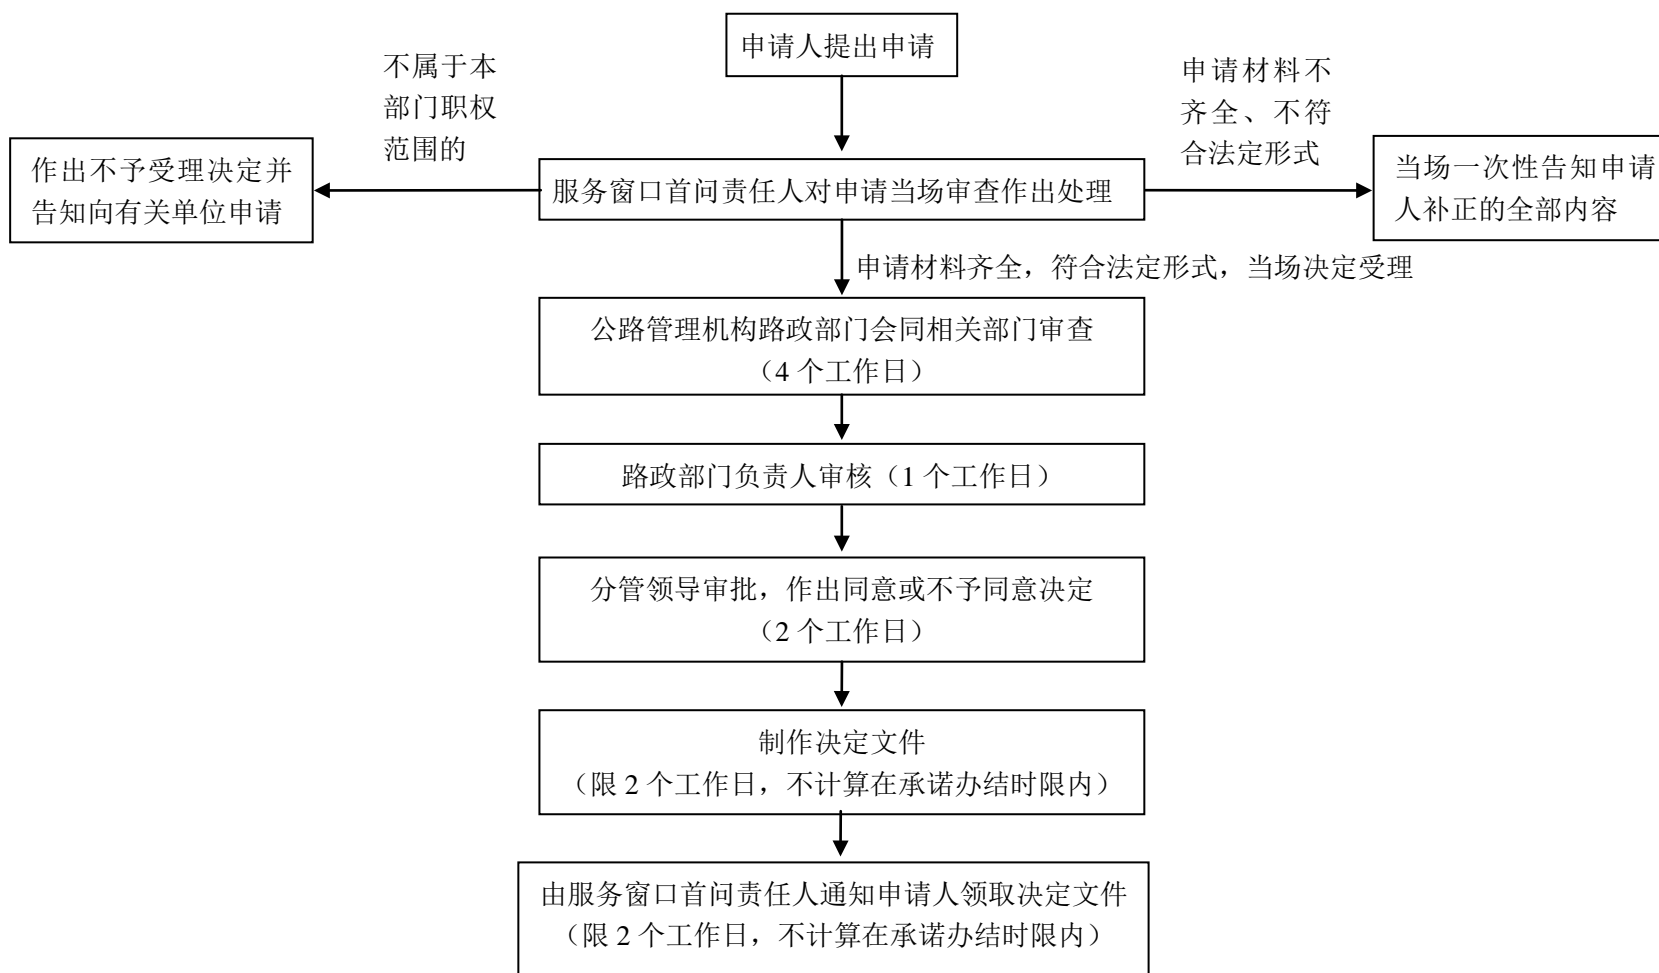 申请人提出申请
不属于本
部门职权
范围的
申请材料不
齐全、不符
合法定形式
作出不予受理决定并
告知向有关单位申请
服务窗口首问责任人对申请当场审查作出处理
当场一次性告知申请
人补正的全部内容
申请材料齐全，符合法定形式，当场决定受理
公路管理机构路政部门会同相关部门审查
（4 个工作日）
路政部门负责人审核（1 个工作日）
分管领导审批，作出同意或不予同意决定
（2 个工作日）
制作决定文件
（限 2 个工作日，不计算在承诺办结时限内）
由服务窗口首问责任人通知申请人领取决定文件
（限 2 个工作日，不计算在承诺办结时限内）